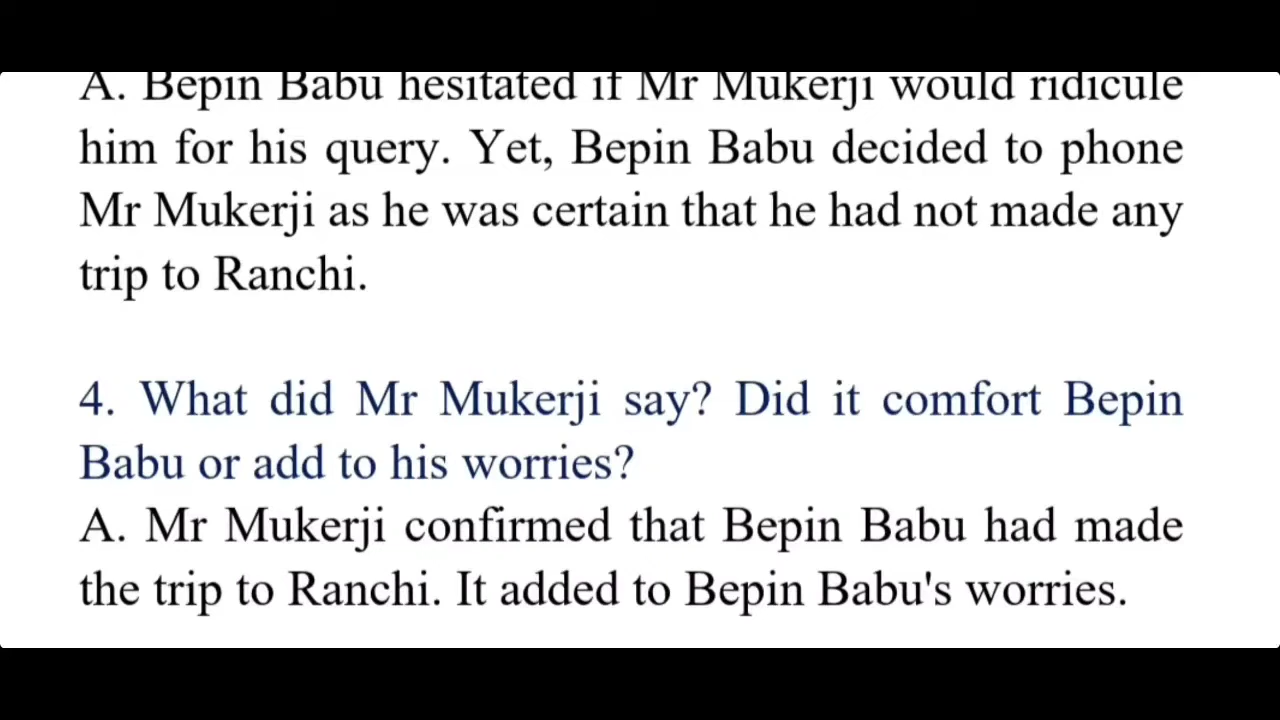 A. Bepin Babu hesitated if Mr Mukerji would ridicule
him for his query. Yet, Bepin Babu decided to phone
Mr Mukerji as he was certain that he had not made any
trip to Ranchi.
4. What did Mr Mukerji say? Did it comfort Bepin
Babu or add to his worries?
A. Mr Mukerji confirmed that Bepin Babu had made
the trip to Ranchi. It added to Bepin Babu's worries.